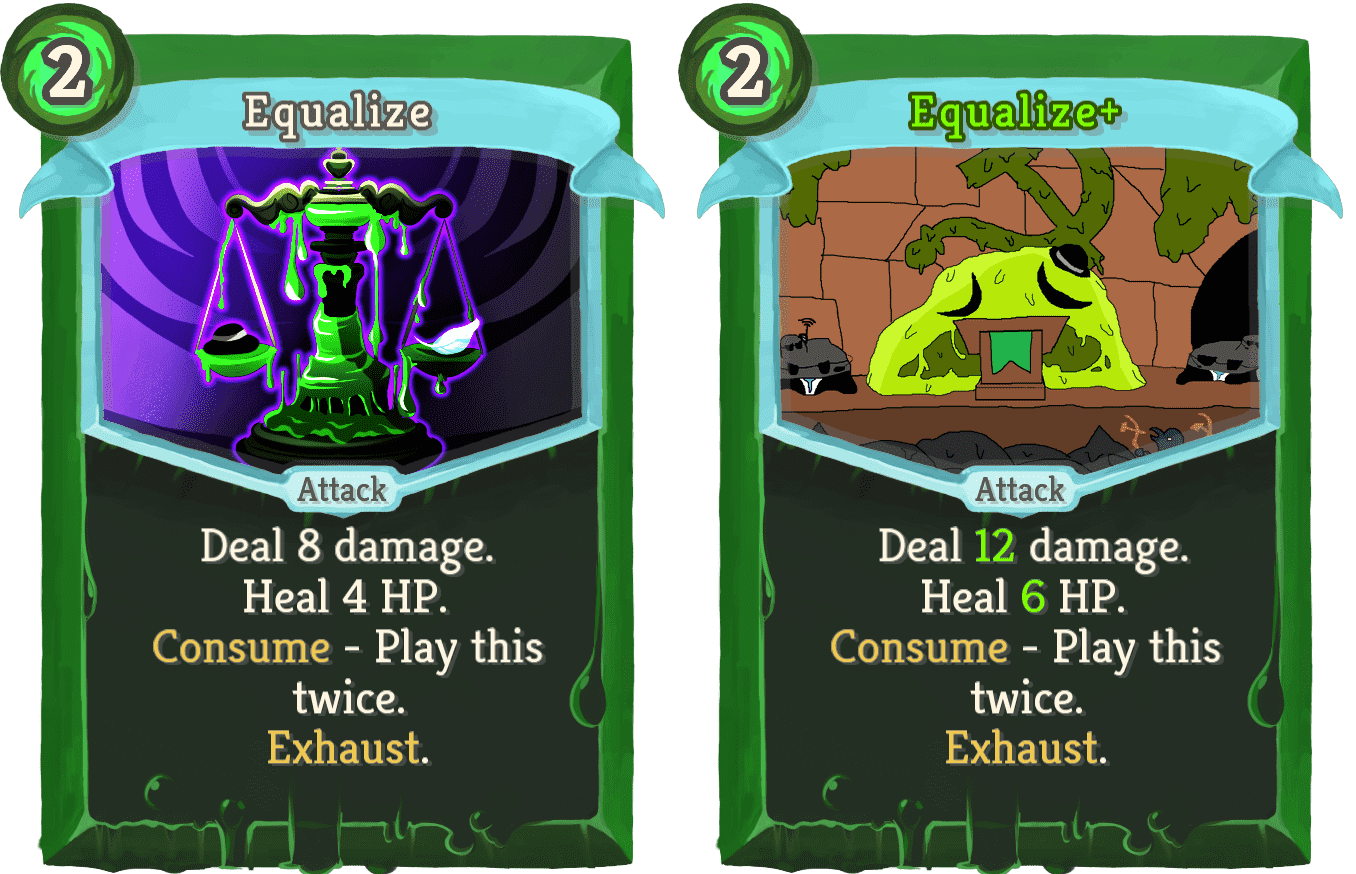 2
Equalize
Attack
Deal 8 damage.
Heal 4 HP.
Consume - Play this
twice.
Exhaust.
2
Equalize+
Attack
Deal 12 damage.
Heal 6 HP.
Consume - Play this
twice.
Exhaust.